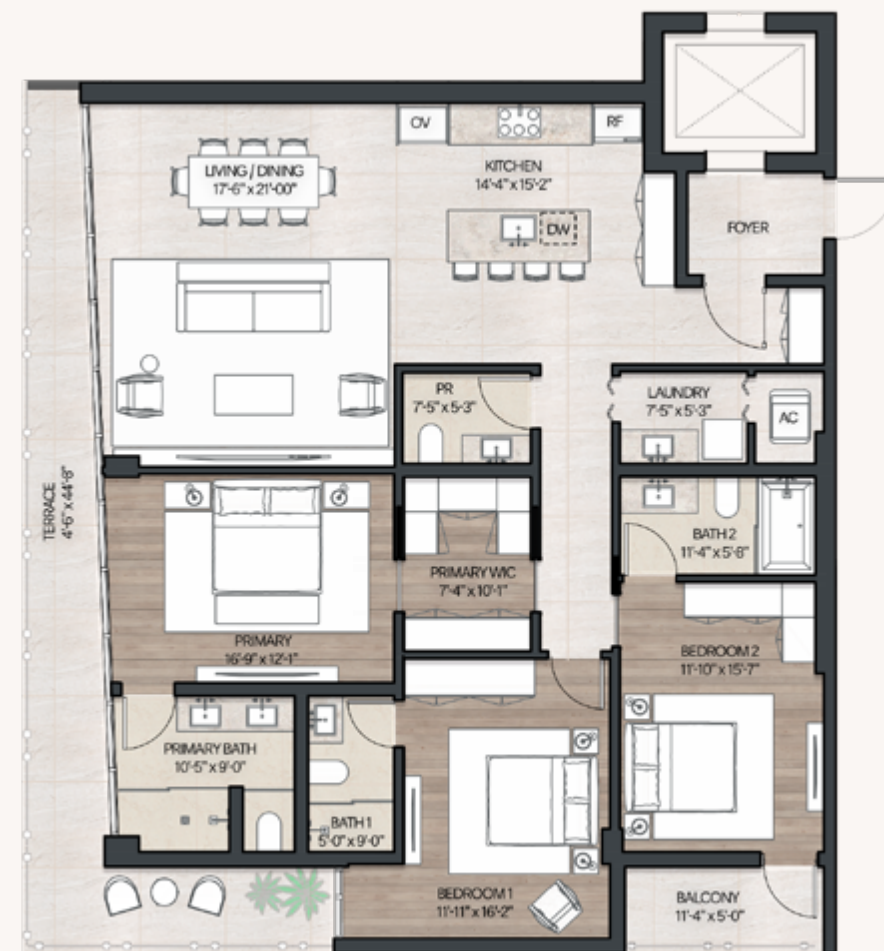 OV
RF
LIVING / DINING
17'-6" x 21'-00"
KITCHEN
14'-4" x 15'-2"
DW
FOYER
PR
7'-5" x 5'-3"
LAUNDRY
7'-5" x 5'-3"
AC
TERRACE
4'-6" x 44'-8"
BATH 2
11'-4" x 5'-8"
PRIMARY WIC
7'-4" x 10'-1"
PRIMARY
16'-9" x 12'-1"
BEDROOM 2
11'-10" x 15'-7"
PRIMARY BATH
10'-5" x 9'-0"
BATH 1
5'-0" x 9'-0"
BEDROOM 1
11'-11" x 16'-2"
BALCONY
11'-4" x 5'-0"